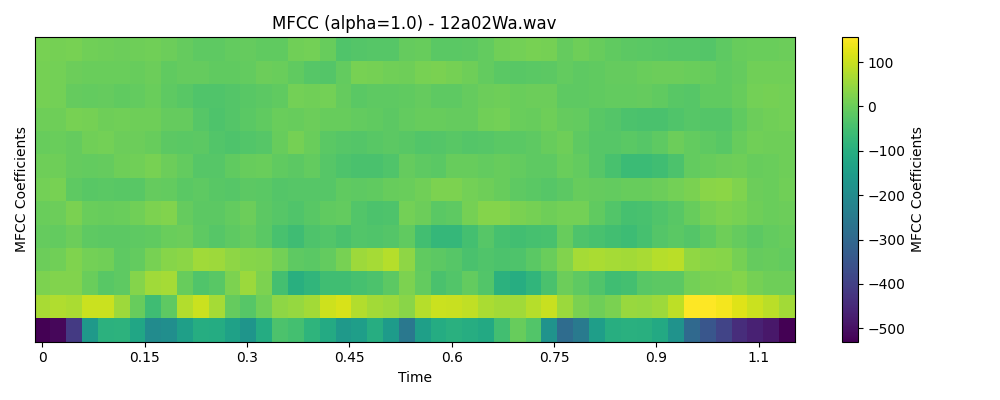 MFCC (alpha=1.0) - 12a02Wa.wav
MFCC Coefficients
0 0.15 0.3 0.45 0.6 0.75 0.9 1.1
Time
100
0
−100
−200
−300
−400
−500
MFCC Coefficients